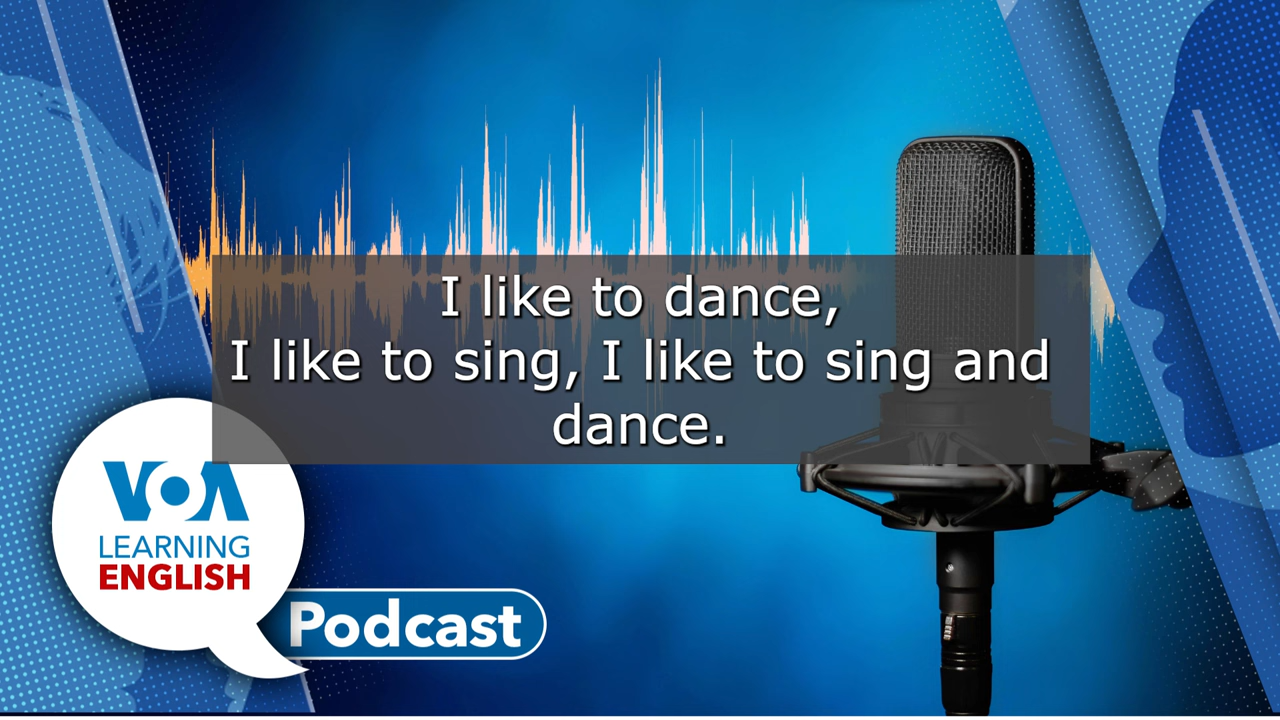 I like to dance,
I like to sing, I like to sing and
dance.
VOA
LEARNING
ENGLISH
Podcast